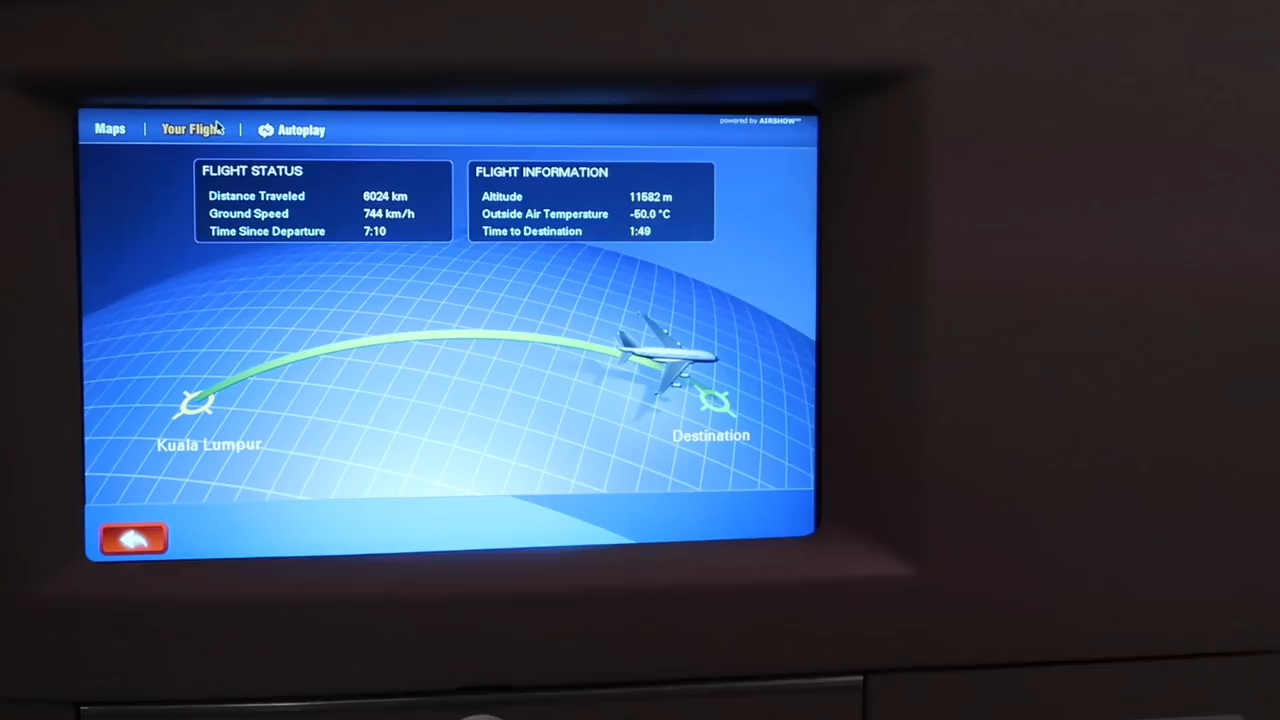 Maps | Your Flight | Autoplay
powered by AIRSHOW
FLIGHT STATUS
Distance Traveled 6024 km
Ground Speed 744 km/h
Time Since Departure 7:10
FLIGHT INFORMATION
Altitude 11582 m
Outside Air Temperature -50.0 °C
Time to Destination 1:49
Kuala Lumpur
Destination